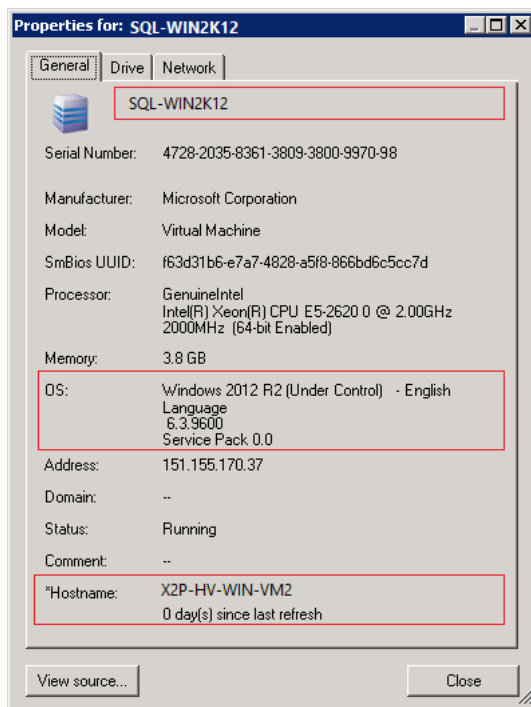 Properties for: SQL-WIN2K12
General Drive Network
SQL-WIN2K12
Serial Number: 4728-2035-8361-3809-3800-9970-98
Manufacturer: Microsoft Corporation
Model: Virtual Machine
SmBios UUID: f63d31b6-e7a7-4828-a5f8-866bd6c5cc7d
Processor: GenuineIntel
Intel(R) Xeon(R) CPU E5-2620 0 @ 2.00GHz
2000MHz (64-bit Enabled)
Memory: 3.8 GB
OS: Windows 2012 R2 (Under Control) - English
Language
6.3.9600
Service Pack 0.0
Address: 151.155.170.37
Domain: --
Status: Running
Comment: --
*Hostname: X2P-HV-WIN-VM2
0 day(s) since last refresh
View source... Close